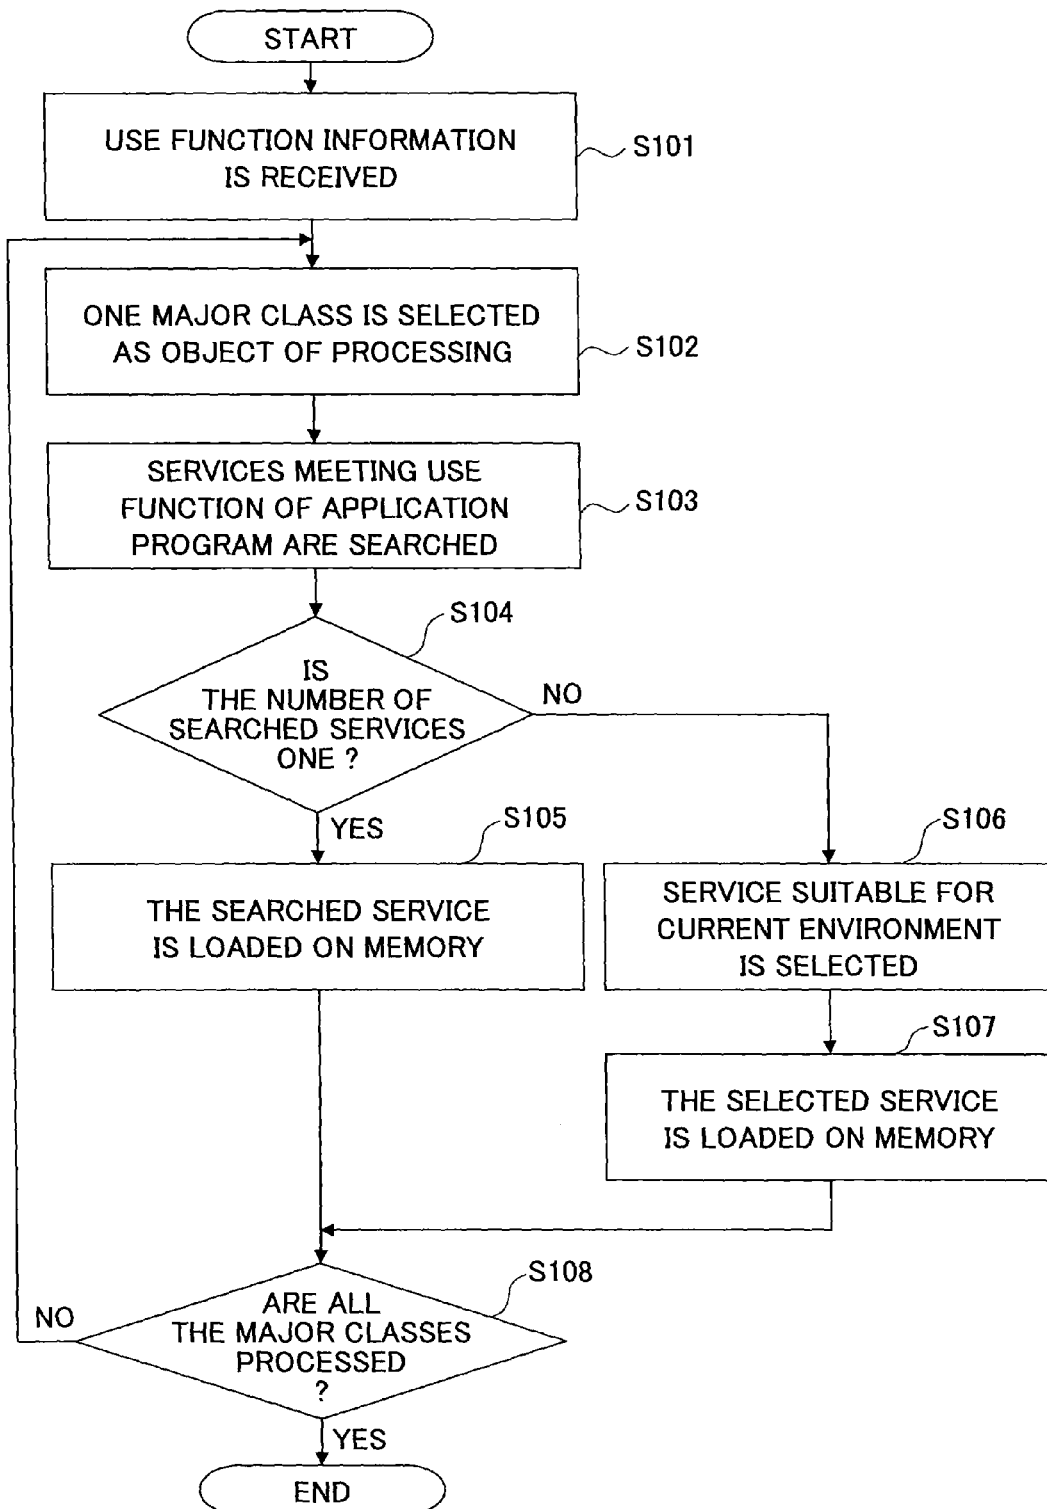 START
USE FUNCTION INFORMATION
IS RECEIVED
S101
ONE MAJOR CLASS IS SELECTED
AS OBJECT OF PROCESSING
S102
SERVICES MEETING USE
FUNCTION OF APPLICATION
PROGRAM ARE SEARCHED
S103
S104
IS
THE NUMBER OF
SEARCHED SERVICES
ONE ?
NO
YES
S105
THE SEARCHED SERVICE
IS LOADED ON MEMORY
S106
SERVICE SUITABLE FOR
CURRENT ENVIRONMENT
IS SELECTED
S107
THE SELECTED SERVICE
IS LOADED ON MEMORY
S108
ARE ALL
THE MAJOR CLASSES
PROCESSED
?
NO
YES
END